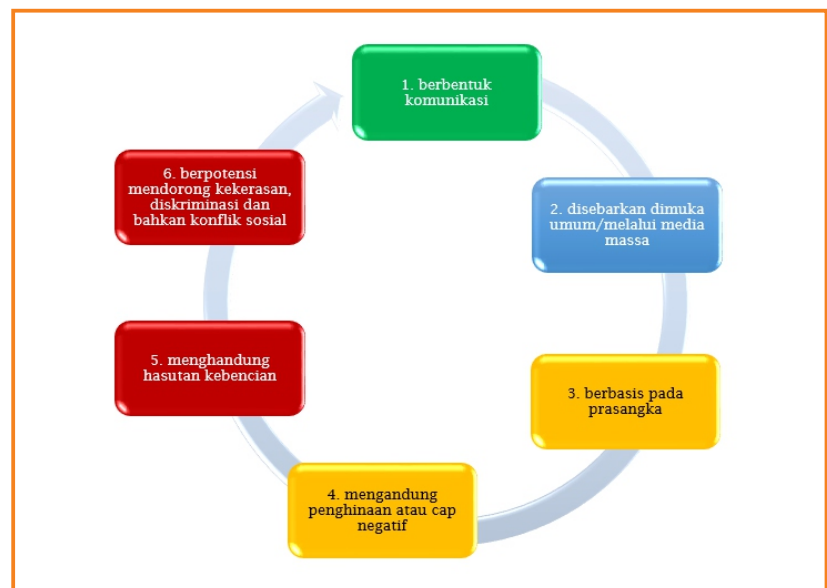 1. berbentuk
komunikasi
2. disebarkan dimuka
umum/melalui media
massa
3. berbasis pada
prasangka
4. mengandung
penghinaan atau cap
negatif
5. menghandung
hasutan kebencian
6. berpotensi
mendorong kekerasan,
diskriminasi dan
bahkan konflik sosial